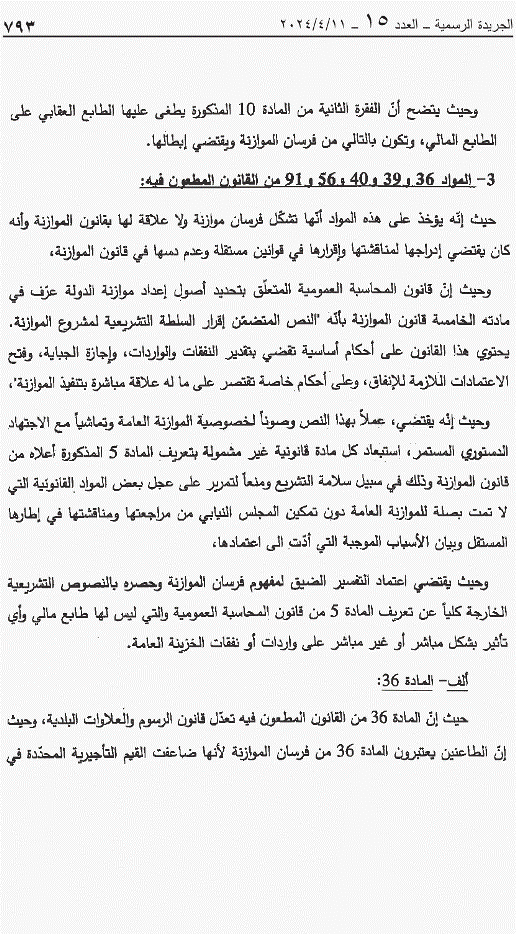 الجريدة الرسمية ــ العدد ١٥ ــ ٢٠٢٤/٤/١١ ٧٩٣
وحيث يتضح أنّ الفقرة الثانية من المادة 10 المذكورة يطغى عليها الطابع العقابي على
الطابع المالي، وتكون بالتالي من فرسان الموازنة ويقتضي إبطالها.
3- المواد 36 و39 و40 و56 و91 من القانون المطعون فيه:
حيث إنّه يؤخذ على هذه المواد أنّها تشكّل فرسان موازنة ولا علاقة لها بقانون الموازنة وأنه
كان يقتضي إدراجها لمناقشتها وإقرارها في قوانين مستقلة وعدم دسها في قانون الموازنة،
وحيث إنّ قانون المحاسبة العمومية المتعلّق بتحديد أصول إعداد موازنة الدولة عرّف في
مادته الخامسة قانون الموازنة بأنّه "النص المتضمّن إقرار السلطة التشريعية لمشروع الموازنة.
يحتوي هذا القانون على أحكام أساسية تقضي بتقدير النفقات والواردات، وإجازة الجباية، وفتح
الاعتمادات اللازمة للإنفاق، وعلى أحكام خاصة تقتصر على ما له علاقة مباشرة بتنفيذ الموازنة"،
وحيث إنّه يقتضي، عملاً بهذا النص وصوناً لخصوصية الموازنة العامة وتماشياً مع الاجتهاد
الدستوري المستمر، استبعاد كل مادة قانونية غير مشمولة بتعريف المادة 5 المذكورة أعلاه من
قانون الموازنة وذلك في سبيل سلامة التشريع ومنعاً لتمرير على عجل بعض المواد القانونية التي
لا تمت بصلة للموازنة العامة دون تمكين المجلس النيابي من مراجعتها ومناقشتها في إطارها
المستقل وبيان الأسباب الموجبة التي أدّت الى اعتمادها،
وحيث يقتضي اعتماد التفسير الضيق لمفهوم فرسان الموازنة وحصره بالنصوص التشريعية
الخارجة كلياً عن تعريف المادة 5 من قانون المحاسبة العمومية والتي ليس لها طابع مالي وأي
تأثير بشكل مباشر أو غير مباشر على واردات أو نفقات الخزينة العامة.
ألف- المادة 36:
حيث إنّ المادة 36 من القانون المطعون فيه تعدّل قانون الرسوم والعلاوات البلدية، وحيث
إنّ الطاعنين يعتبرون المادة 36 من فرسان الموازنة لأنها ضاعفت القيم التأجيرية المحدّدة في